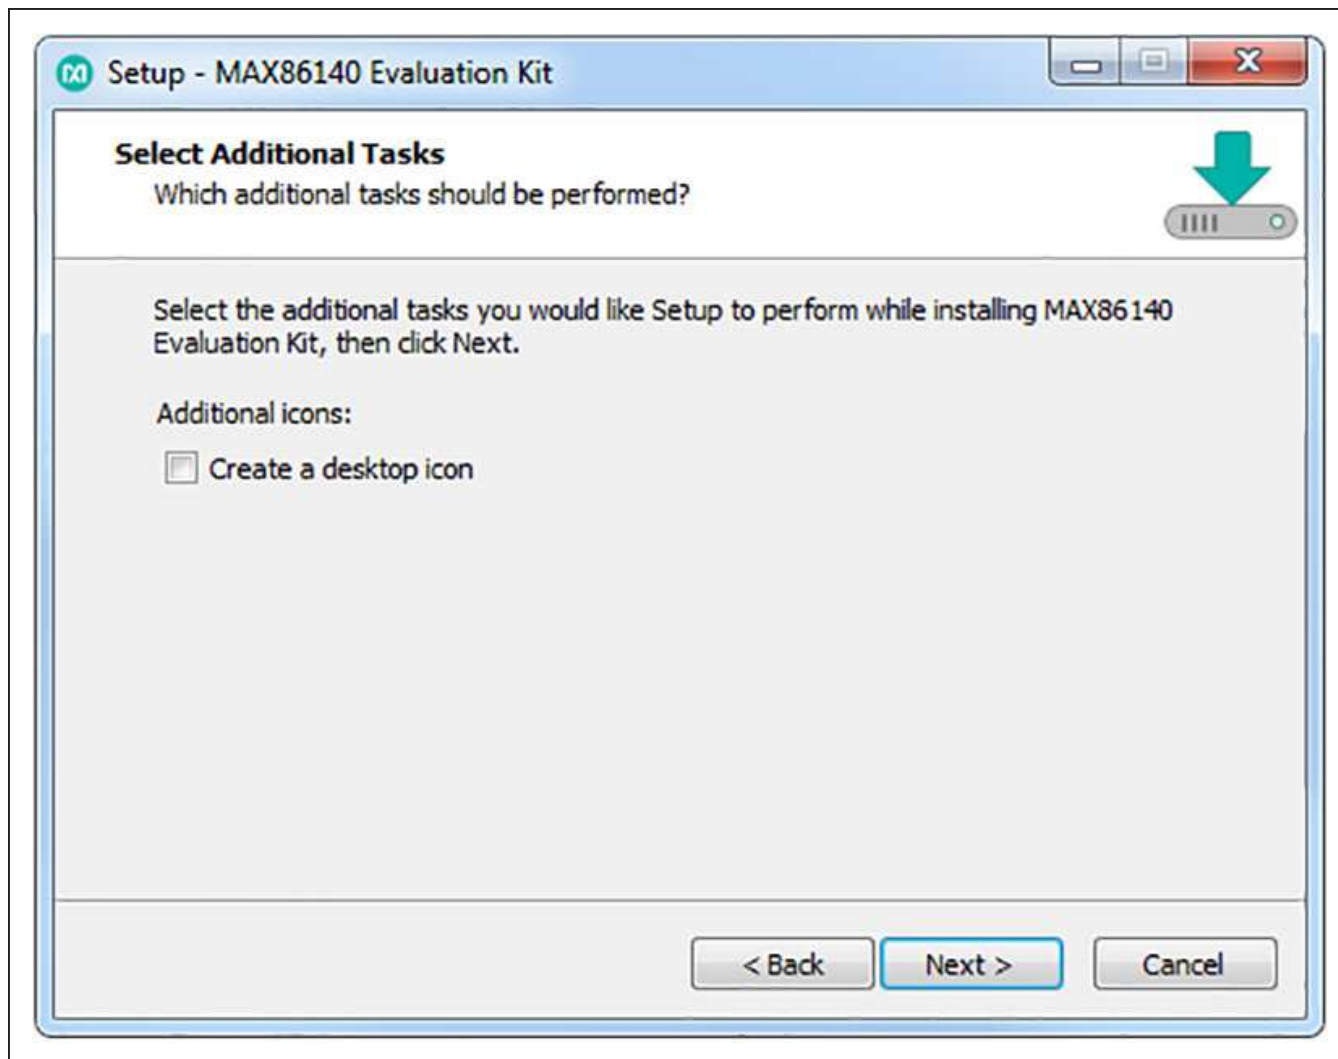 Setup - MAX86140 Evaluation Kit
Select Additional Tasks
Which additional tasks should be performed?
Select the additional tasks you would like Setup to perform while installing MAX86140
Evaluation Kit, then click Next.
Additional icons:
Create a desktop icon
< Back Next > Cancel